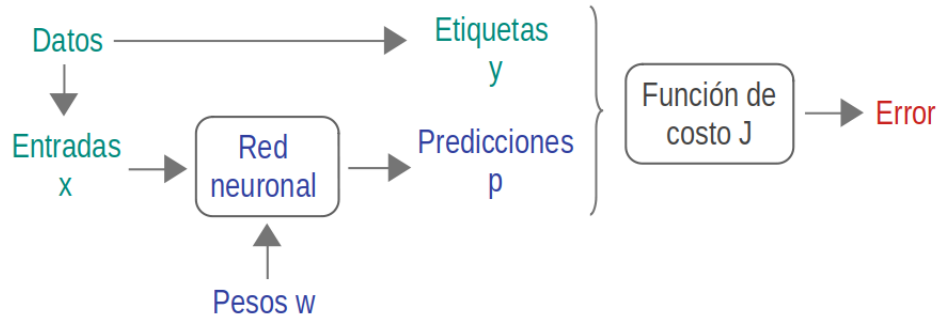 Datos
Etiquetas
y
Entradas
x
Red
neuronal
Predicciones
p
Función de
costo J
Error
Pesos w